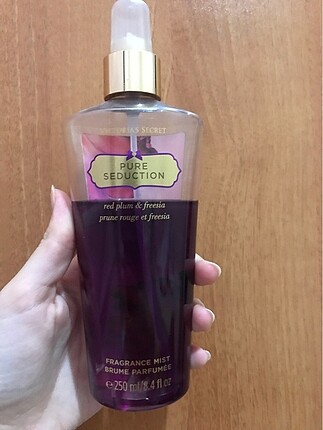 VICTORIA'S SECRET
PURE
SEDUCTION
red plum & freesia
prune rouge et freesia
FRAGRANCE MIST
BRUME PARFUMÉE
℮ 250 ml/8.4 fl oz